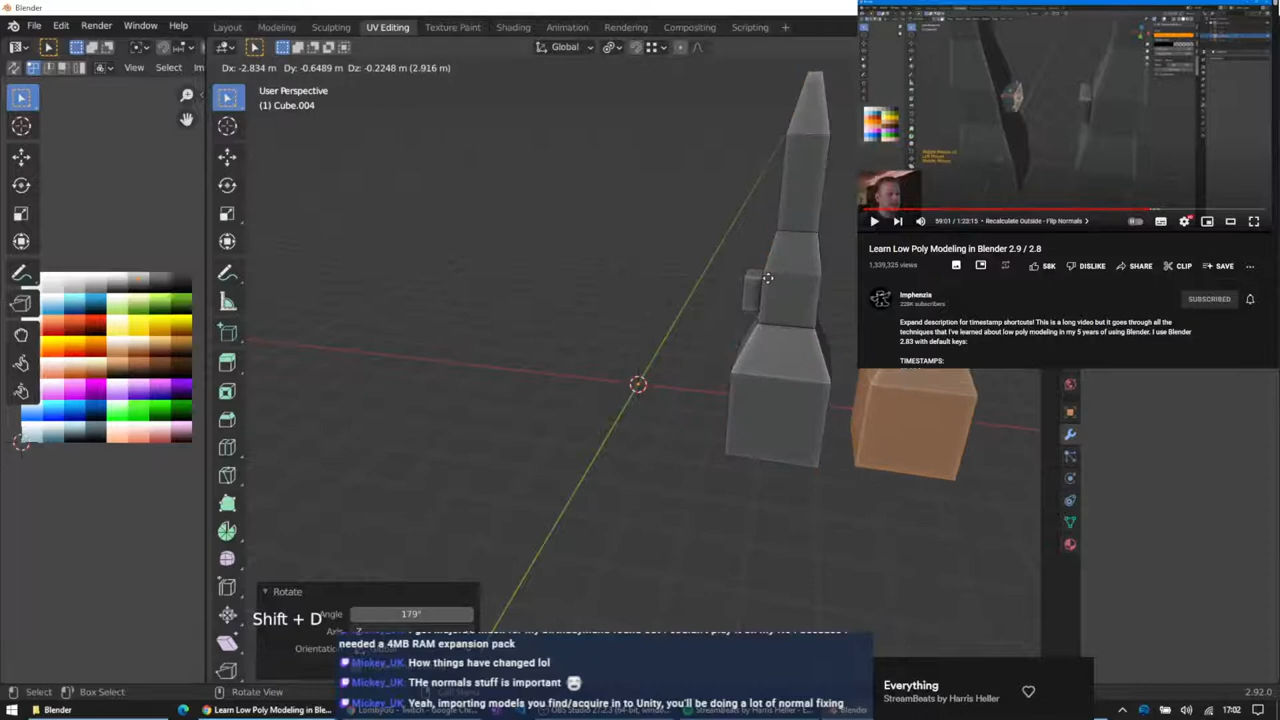 Blender
File Edit Render Window Help
Layout Modeling Sculpting UV Editing Texture Paint Shading Animation Rendering Compositing Scripting +
Global
View Select
Dx: -2.834 m Dy: -0.6489 m Dz: -0.2248 m (2.916 m)
User Perspective
(1) Cube.004
59:01 / 1:23:15 • Recalculate Outside - Flip Normals
Learn Low Poly Modeling in Blender 2.9 / 2.8
1,339,325 views
58K DISLIKE SHARE CLIP SAVE
Imphenzia
228K subscribers
SUBSCRIBED
Expand description for timestamp shortcuts! This is a long video but it goes through all the
techniques that I've learned about low poly modeling in my 5 years of using Blender. I use Blender
2.83 with default keys:
TIMESTAMPS:
Rotate
Shift + D
Angle 179°
needed a 4MB RAM expansion pack
Mickey_UK: How things have changed lol
Mickey_UK: THe normals stuff is important
Mickey_UK: Yeah, importing models you find/acquire in to Unity, you'll be doing a lot of normal fixing
Everything
StreamBeats by Harris Heller
Select Box Select Rotate View
2.92.0
Blender
Learn Low Poly Modeling in Ble...
17:02